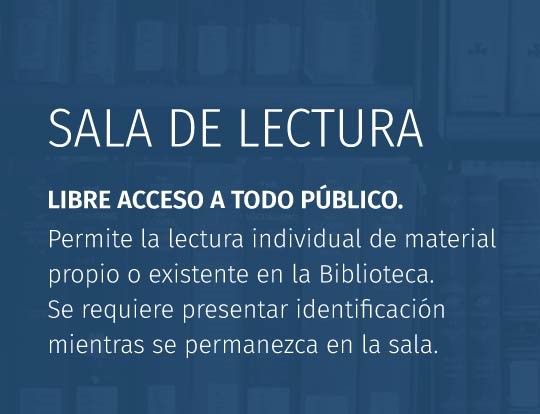 SALA DE LECTURA
LIBRE ACCESO A TODO PÚBLICO.
Permite la lectura individual de material
propio o existente en la Biblioteca.
Se requiere presentar identificación
mientras se permanezca en la sala.